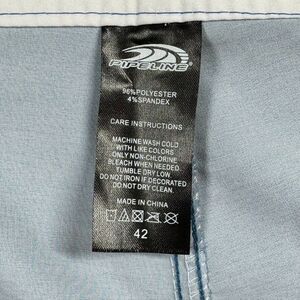 PIPELINE
96%POLYESTER
4%SPANDEX
CARE INSTRUCTIONS
MACHINE WASH COLD
WITH LIKE COLORS
ONLY NON-CHLORINE
BLEACH WHEN NEEDED
TUMBLE DRY LOW
DO NOT IRON IF DECORATED
DO NOT DRY CLEAN.
MADE IN CHINA
42